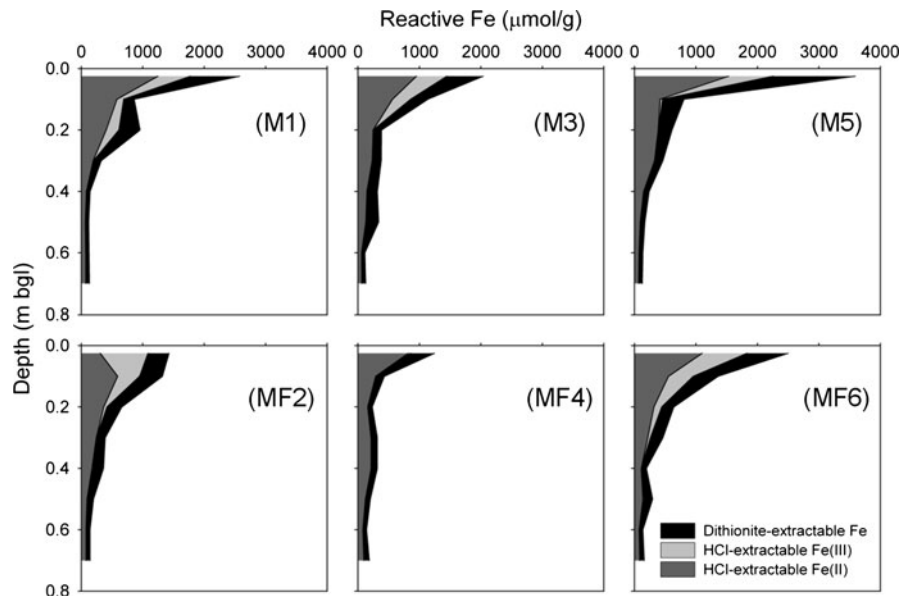 Reactive Fe (μmol/g)
0 1000 2000 3000 4000 0 1000 2000 3000 4000 0 1000 2000 3000 4000
0.0
(M1) (M3) (M5)
0.2
0.4
0.6
0.8
Depth (m bgl)
0.0
(MF2) (MF4) (MF6)
0.2
0.4
0.6
0.8
Dithionite-extractable Fe
HCl-extractable Fe(III)
HCl-extractable Fe(II)